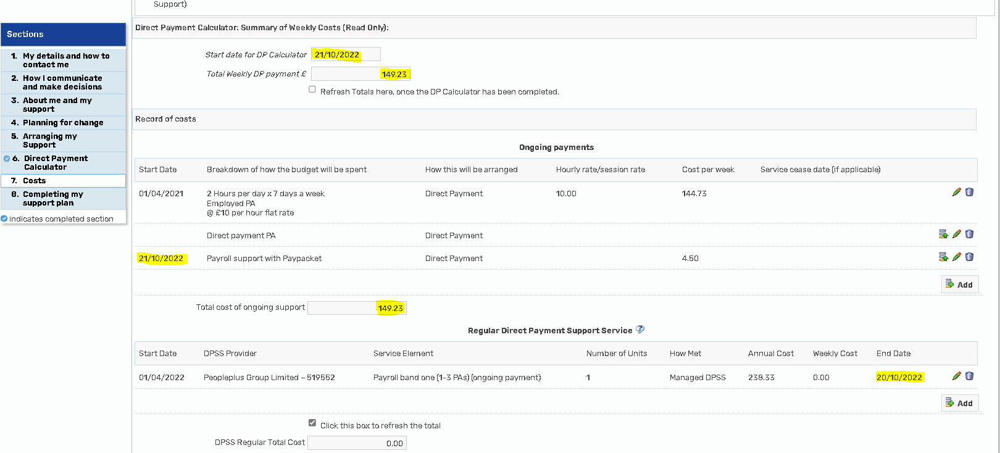 Support)
Sections
1. My details and how to
contact me
2. How I communicate
and make decisions
3. About me and my
support
4. Planning for change
5. Arranging my
Support
6. Direct Payment
Calculator
7. Costs
8. Completing my
support plan
indicates completed section
Direct Payment Calculator: Summary of Weekly Costs (Read Only):
Start date for DP Calculator 21/10/2022
Total Weekly DP payment £ 149.23
Refresh Totals here, once the DP Calculator has been completed.
Record of costs
Ongoing payments
Start Date Breakdown of how the budget will be spent How this will be arranged Hourly rate/session rate Cost per week Service cease date (if applicable)
01/04/2021 2 Hours per day x 7 days a week Direct Payment 10.00 144.73
Employed PA
@ £10 per hour flat rate
Direct payment PA Direct Payment
21/10/2022 Payroll support with Paypacket Direct Payment 4.50
Add
Total cost of ongoing support 149.23
Regular Direct Payment Support Service ?
Start Date DPSS Provider Service Element Number of Units How Met Annual Cost Weekly Cost End Date
01/04/2022 Peopleplus Group Limited – 519552 Payroll band one (1-3 PAs) (ongoing payment) 1 Managed DPSS 238.33 0.00 20/10/2022
Add
Click this box to refresh the total
DPSS Regular Total Cost 0.00